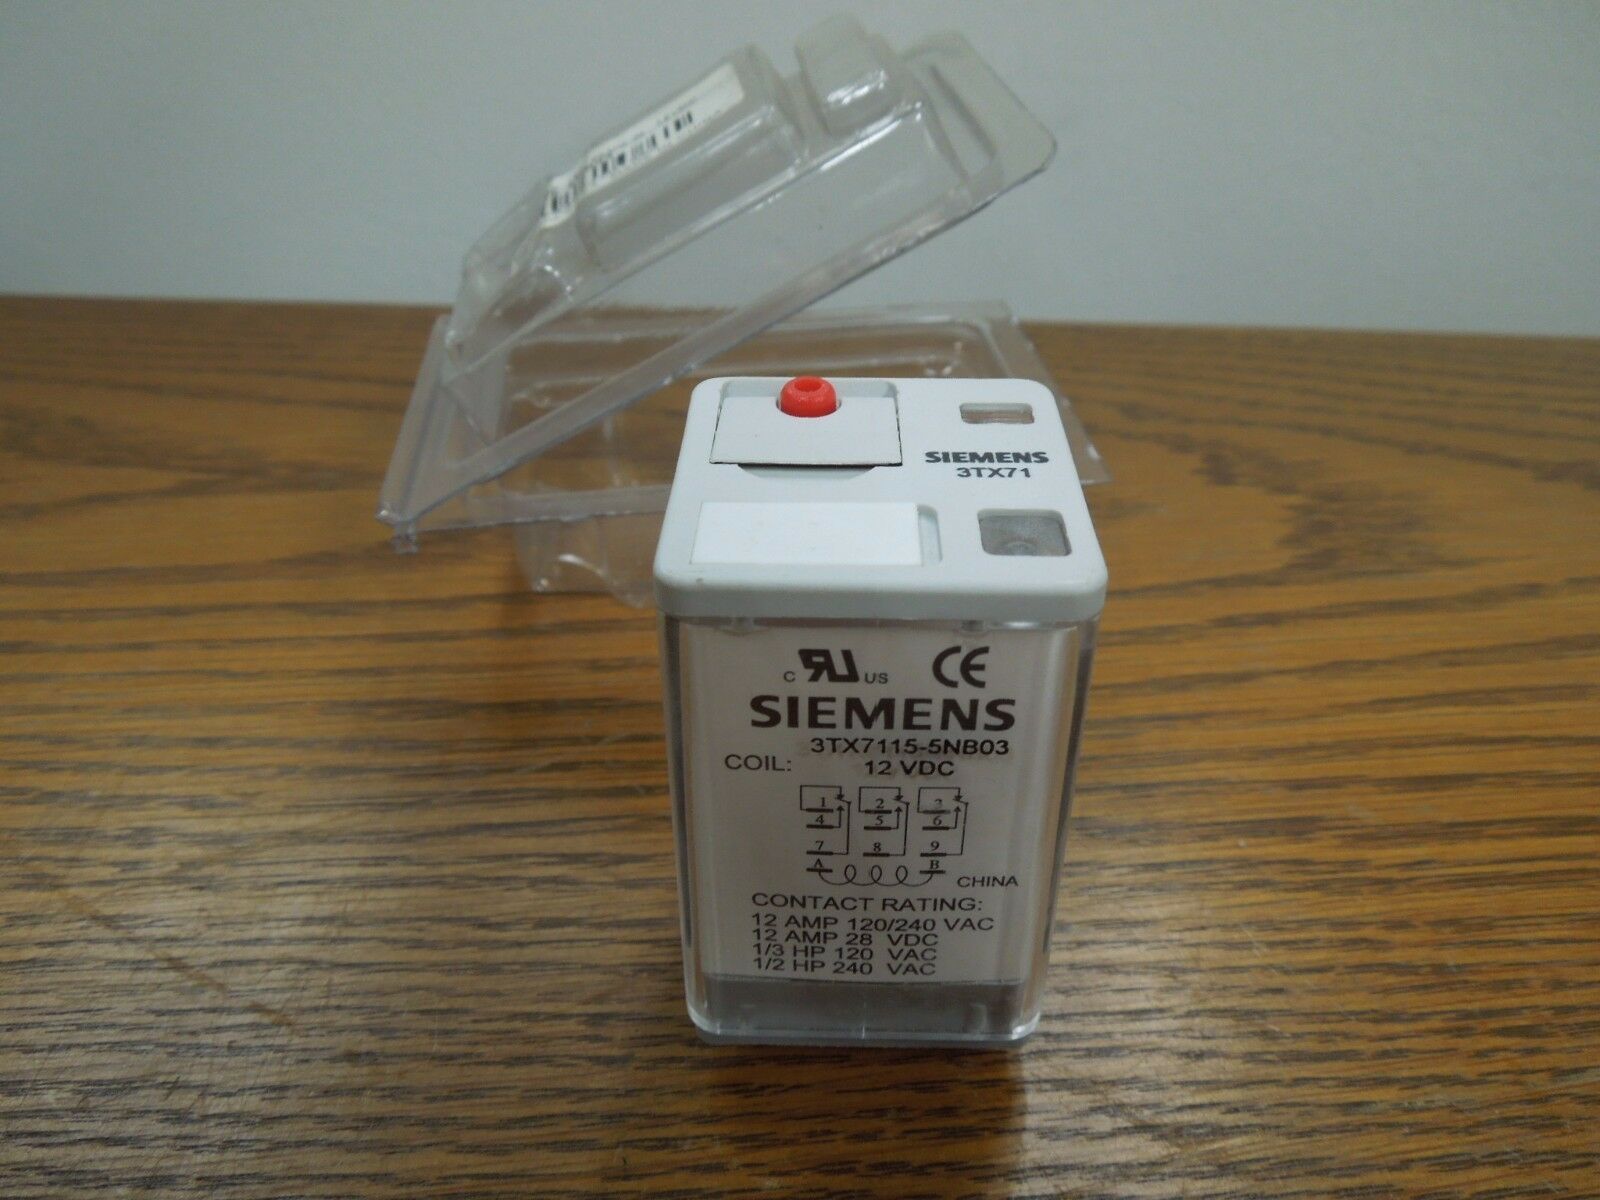 SIEMENS
3TX71
c RU US CE
SIEMENS
3TX7115-5NB03
COIL: 12 VDC
1 2 3
4 5 6
7 8 9
A B
CHINA
CONTACT RATING:
12 AMP 120/240 VAC
12 AMP 28 VDC
1/3 HP 120 VAC
1/2 HP 240 VAC